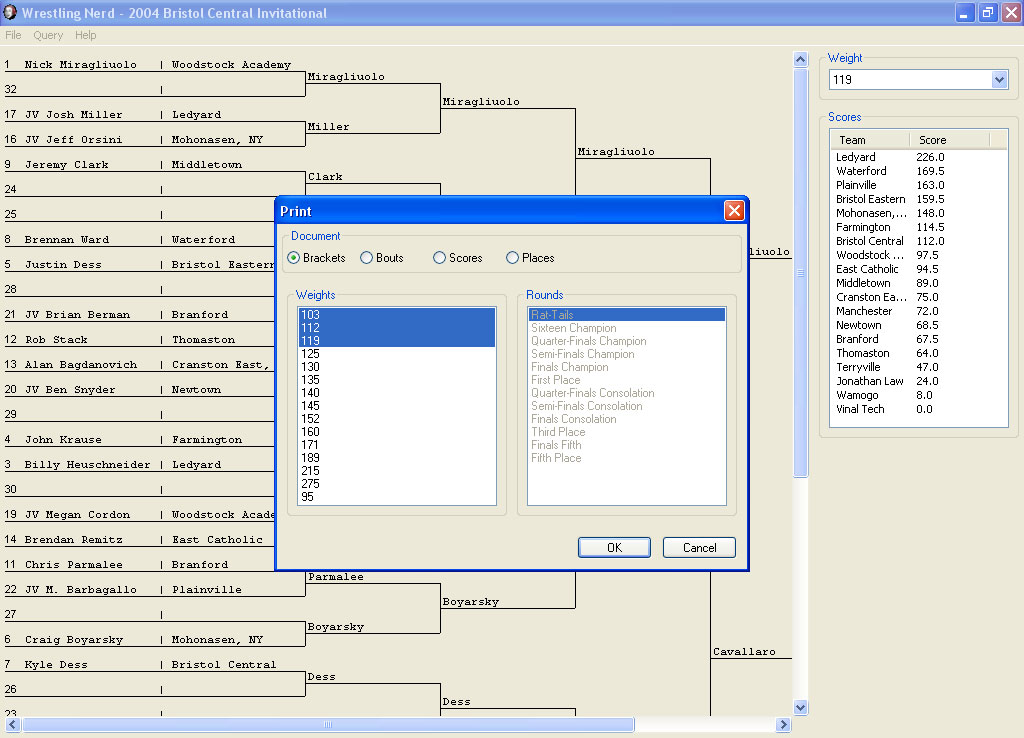 Wrestling Nerd - 2004 Bristol Central Invitational
File Query Help
1 Nick Miragliuolo | Woodstock Academy
Miragliuolo
32 |
Miragliuolo
17 JV Josh Miller | Ledyard
Miller
16 JV Jeff Orsini | Mohonasen, NY
Miragliuolo
9 Jeremy Clark | Middletown
Clark
24 |
25 |
8 Brennan Ward | Waterford
liuolo
5 Justin Dess | Bristol Eastern
28 |
21 JV Brian Berman | Branford
12 Rob Stack | Thomaston
13 Alan Bagdanovich | Cranston East,
20 JV Ben Snyder | Newtown
29 |
4 John Krause | Farmington
3 Billy Heuschneider | Ledyard
30 |
19 JV Megan Cordon | Woodstock Acade
14 Brendan Remitz | East Catholic
11 Chris Parmalee | Branford
Parmalee
22 JV M. Barbagallo | Plainville
Boyarsky
27 |
Boyarsky
6 Craig Boyarsky | Mohonasen, NY
Cavallaro
7 Kyle Dess | Bristol Central
Dess
26 |
Dess
23 |
Print
Document
Brackets Bouts Scores Places
Weights
103
112
119
125
130
135
140
145
152
160
171
189
215
275
95
Rounds
Rat-Tails
Sixteen Champion
Quarter-Finals Champion
Semi-Finals Champion
Finals Champion
First Place
Quarter-Finals Consolation
Semi-Finals Consolation
Finals Consolation
Third Place
Finals Fifth
Fifth Place
OK Cancel
Weight
119
Scores
Team Score
Ledyard 226.0
Waterford 169.5
Plainville 163.0
Bristol Eastern 159.5
Mohonasen,... 148.0
Farmington 114.5
Bristol Central 112.0
Woodstock ... 97.5
East Catholic 94.5
Middletown 89.0
Cranston Ea... 75.0
Manchester 72.0
Newtown 68.5
Branford 67.5
Thomaston 64.0
Terryville 47.0
Jonathan Law 24.0
Wamogo 8.0
Vinal Tech 0.0